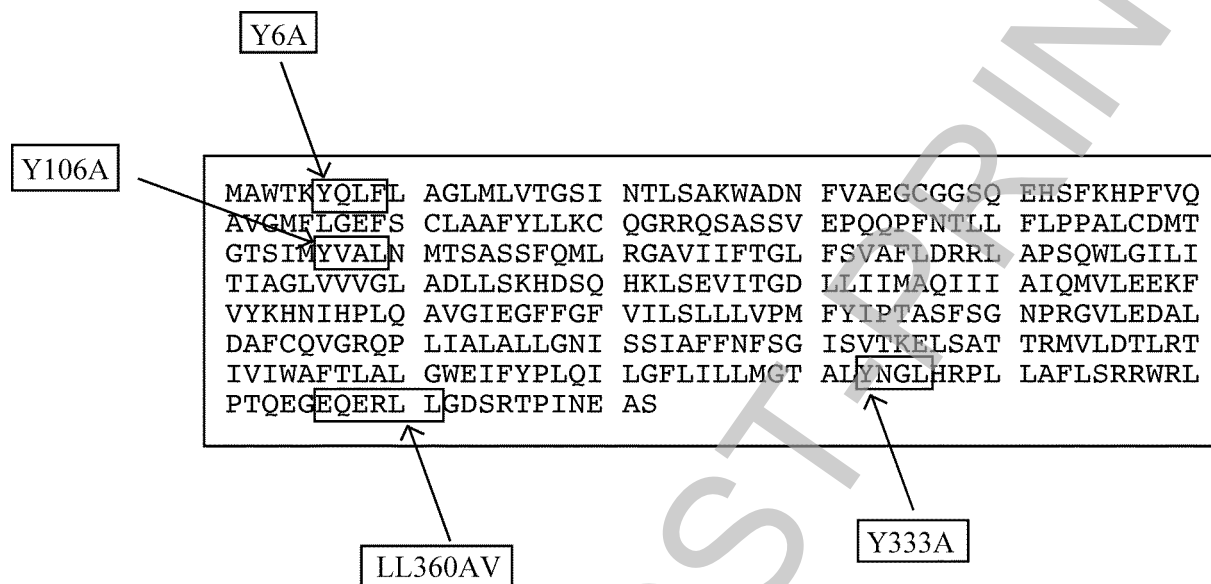 Y6A
Y106A
MAWTKYQLFL AGLMLVTGSI NTLSAKWADN FVAEGCGGSQ EHSFKHPFVQ
AVGMFLGEFS CLAAFYLLKC QGRRQSASSV EPQQPFNTLL FLPPALCDMT
GTSIMYVALN MTSASSFQML RGAVIIFTGL FSVAFLDRRL APSQWLGILI
TIAGLVVVGL ADLLSKHDSQ HKLSEVITGD LLIIMAQIII AIQMVLEEKF
VYKHNIHPLQ AVGIEGFFGF VILSLLLVPM FYIPTASFSG NPRGVLEDAL
DAFCQVGRQP LIALALLGNI SSIAFFNFSG ISVTKELSAT TRMVLDTLRT
IVIWAFTLAL GWEIFYPLQI LGFLILLMGT ALYNGLHRPL LAFLSRRWRL
PTQEGEQERL LGDSRTPINE AS
LL360AV
Y333A
ST-PRIN